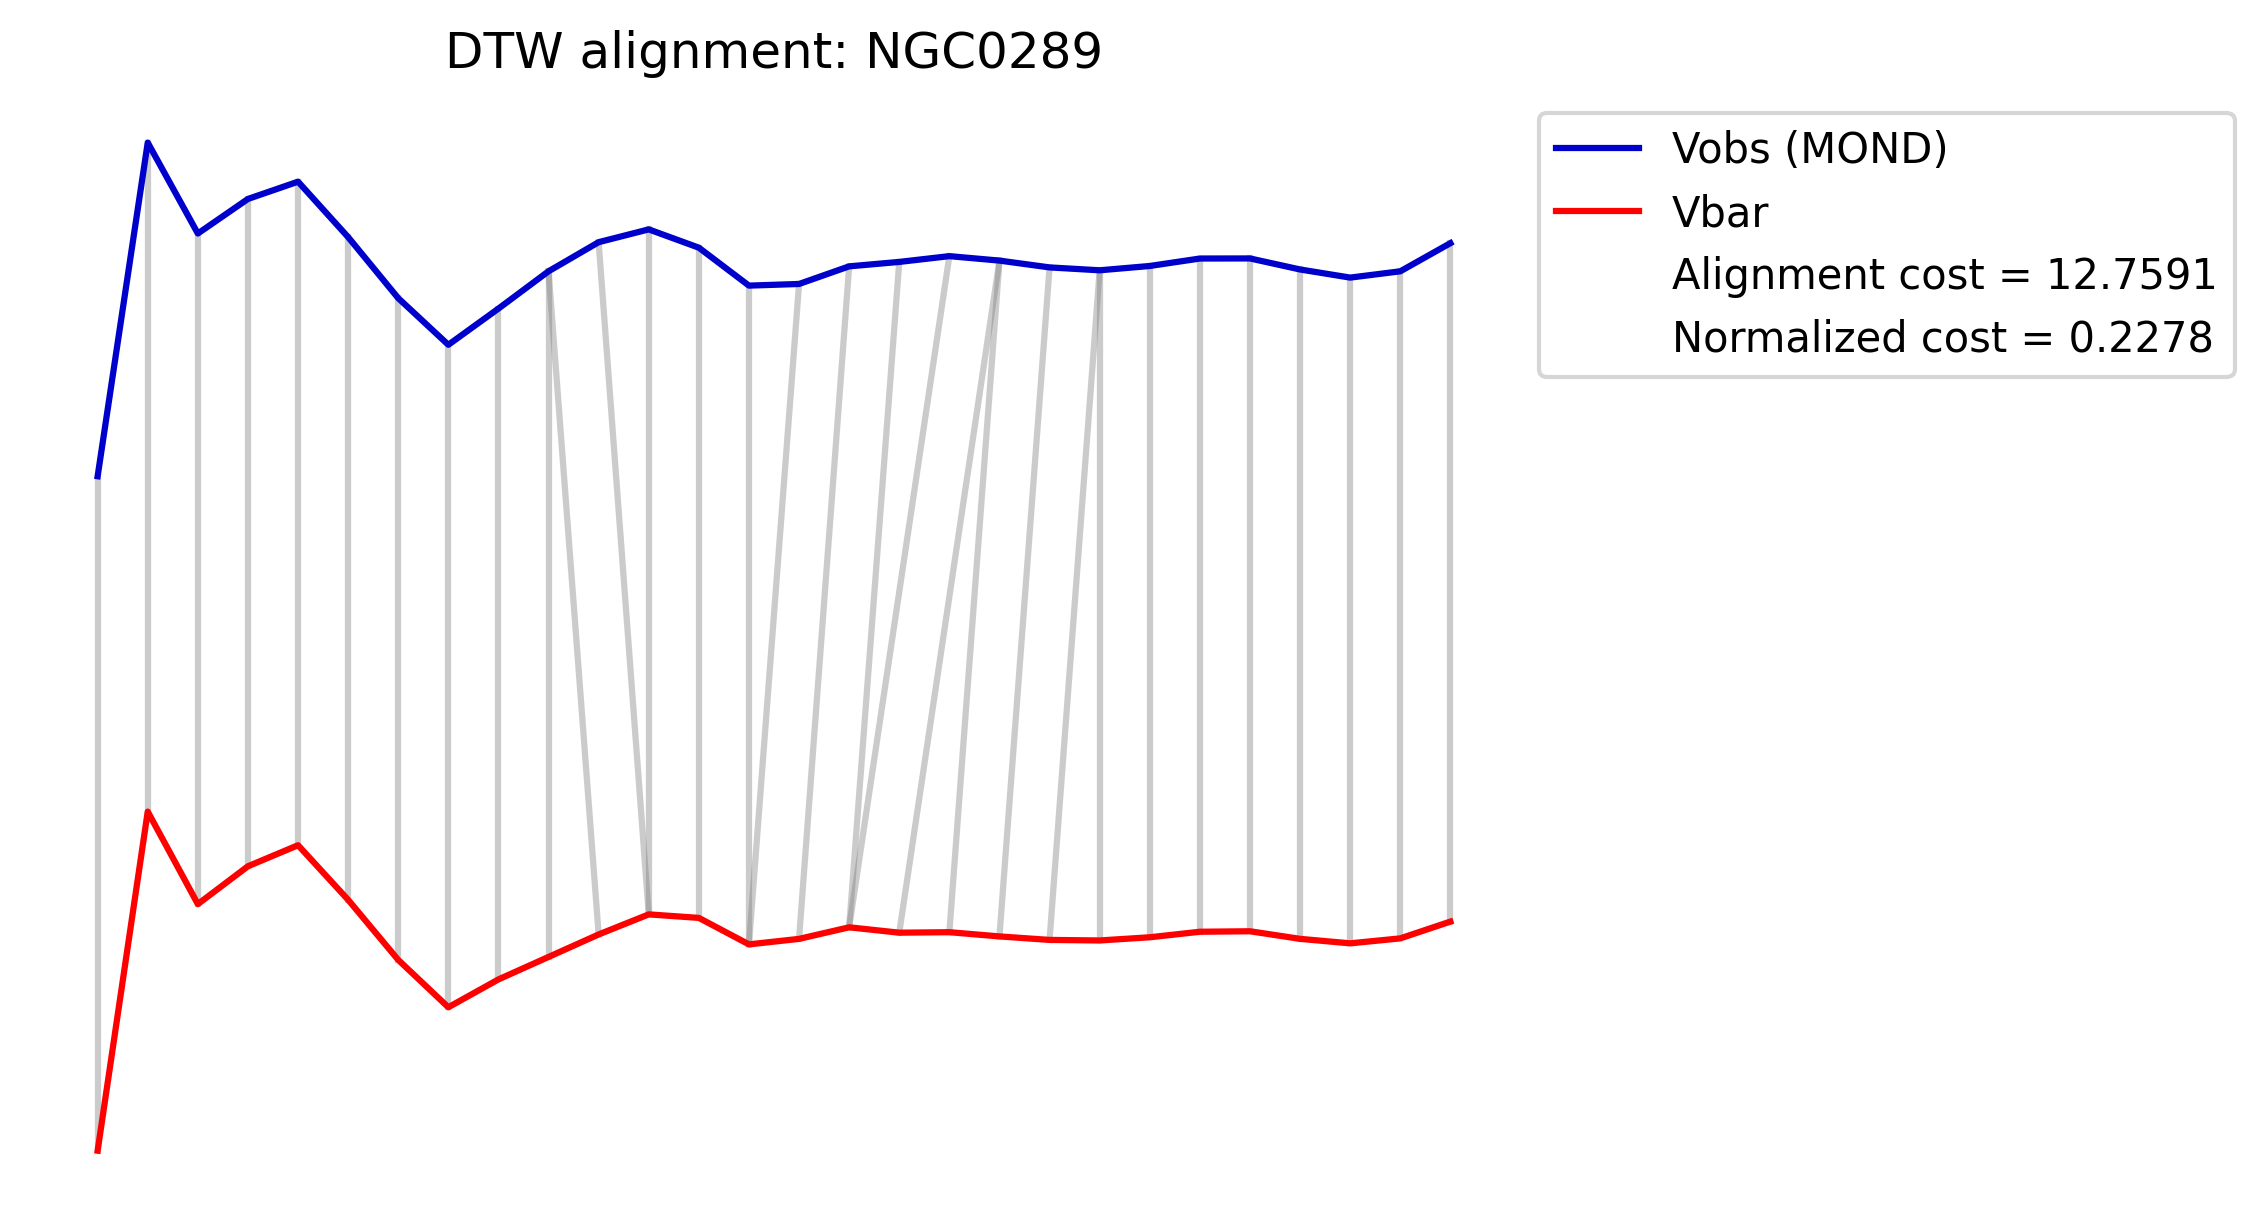 DTW alignment: NGC0289
Vobs (MOND)
Vbar
Alignment cost = 12.7591
Normalized cost = 0.2278